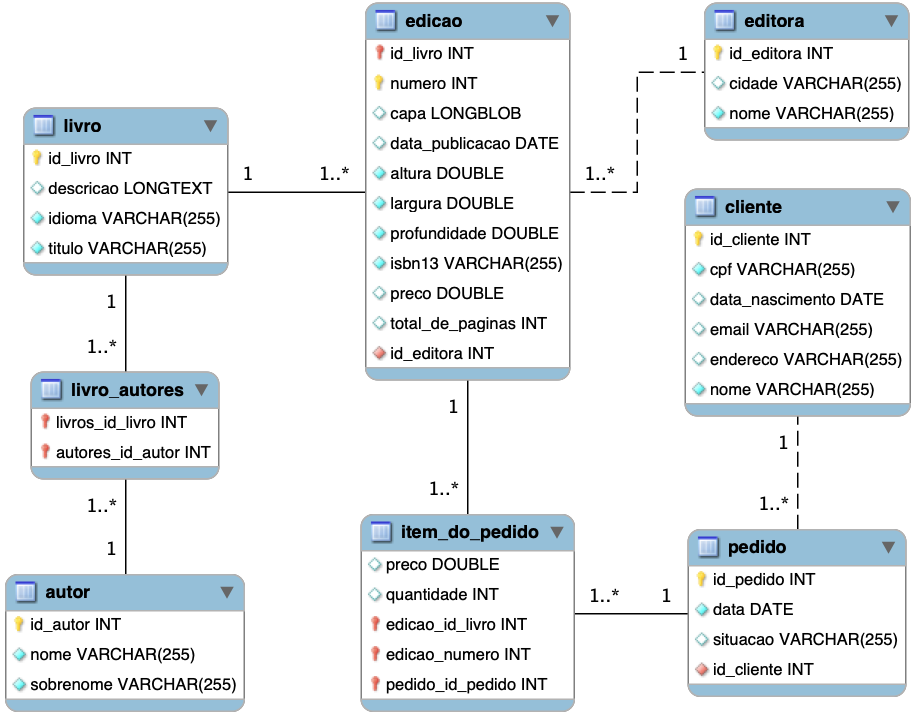 edicao
id_livro INT
numero INT
capa LONGBLOB
data_publicacao DATE
altura DOUBLE
largura DOUBLE
profundidade DOUBLE
isbn13 VARCHAR(255)
preco DOUBLE
total_de_paginas INT
id_editora INT
editora
id_editora INT
cidade VARCHAR(255)
nome VARCHAR(255)
1
1..*
livro
id_livro INT
descricao LONGTEXT
idioma VARCHAR(255)
titulo VARCHAR(255)
1
1..*
cliente
id_cliente INT
cpf VARCHAR(255)
data_nascimento DATE
email VARCHAR(255)
endereco VARCHAR(255)
nome VARCHAR(255)
1
1..*
livro_autores
livros_id_livro INT
autores_id_autor INT
1..*
1
autor
id_autor INT
nome VARCHAR(255)
sobrenome VARCHAR(255)
1
1..*
item_do_pedido
preco DOUBLE
quantidade INT
edicao_id_livro INT
edicao_numero INT
pedido_id_pedido INT
1..*
1
1
1..*
pedido
id_pedido INT
data DATE
situacao VARCHAR(255)
id_cliente INT